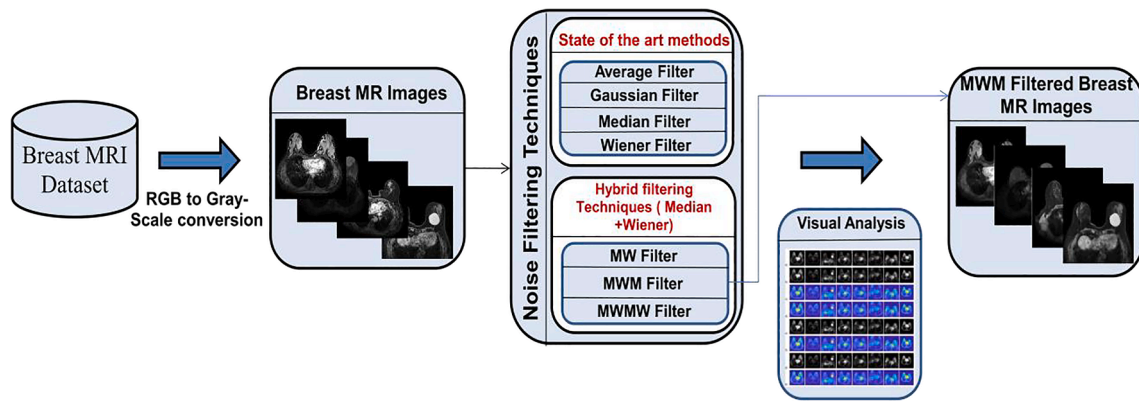 Breast MRI
Dataset
RGB to Gray-
Scale conversion
Breast MR Images
Noise Filtering Techniques
State of the art methods
Average Filter
Gaussian Filter
Median Filter
Wiener Filter
Hybrid filtering
Techniques ( Median
+Wiener)
MW Filter
MWM Filter
MWMW Filter
Visual Analysis
MWM Filtered Breast
MR Images